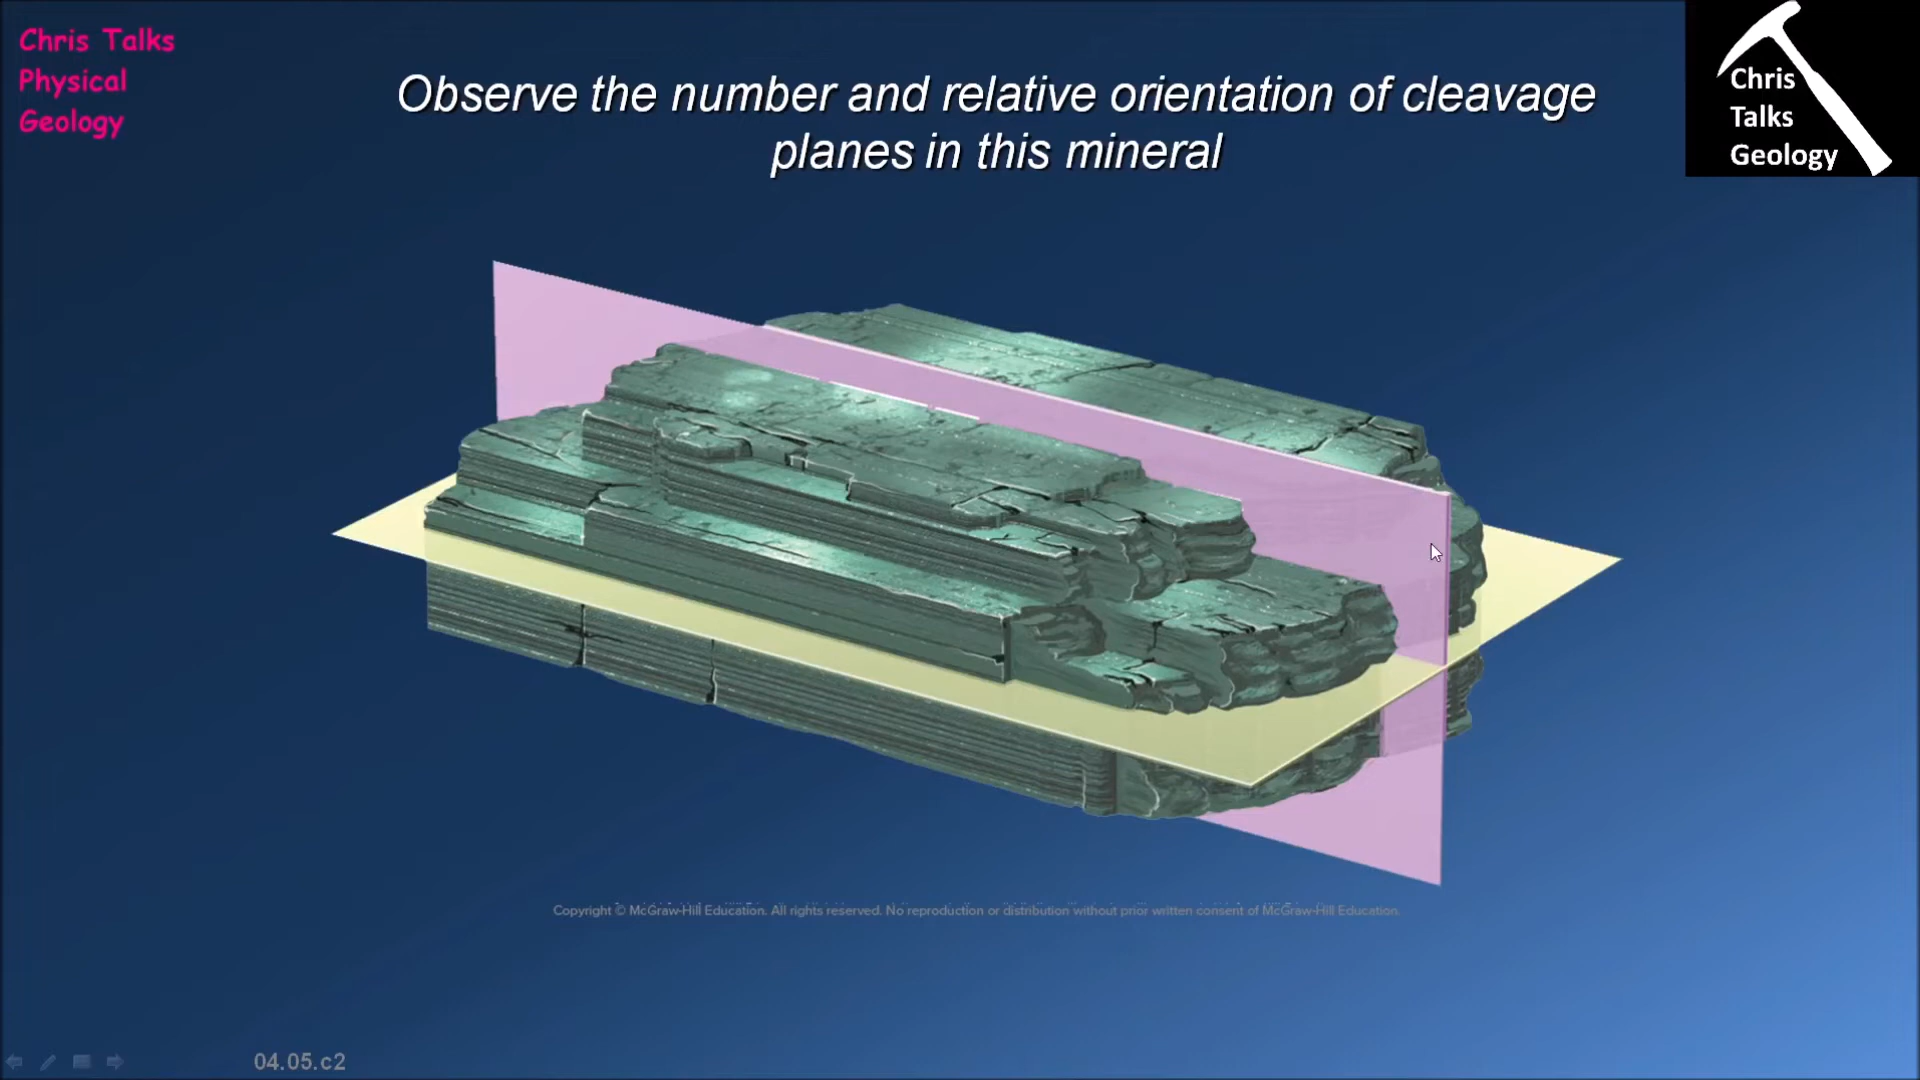 Chris Talks
Physical
Geology
Observe the number and relative orientation of cleavage
planes in this mineral
Chris
Talks
Geology
Copyright © McGraw-Hill Education. All rights reserved. No reproduction or distribution without prior written consent of McGraw-Hill Education.
04.05.c2